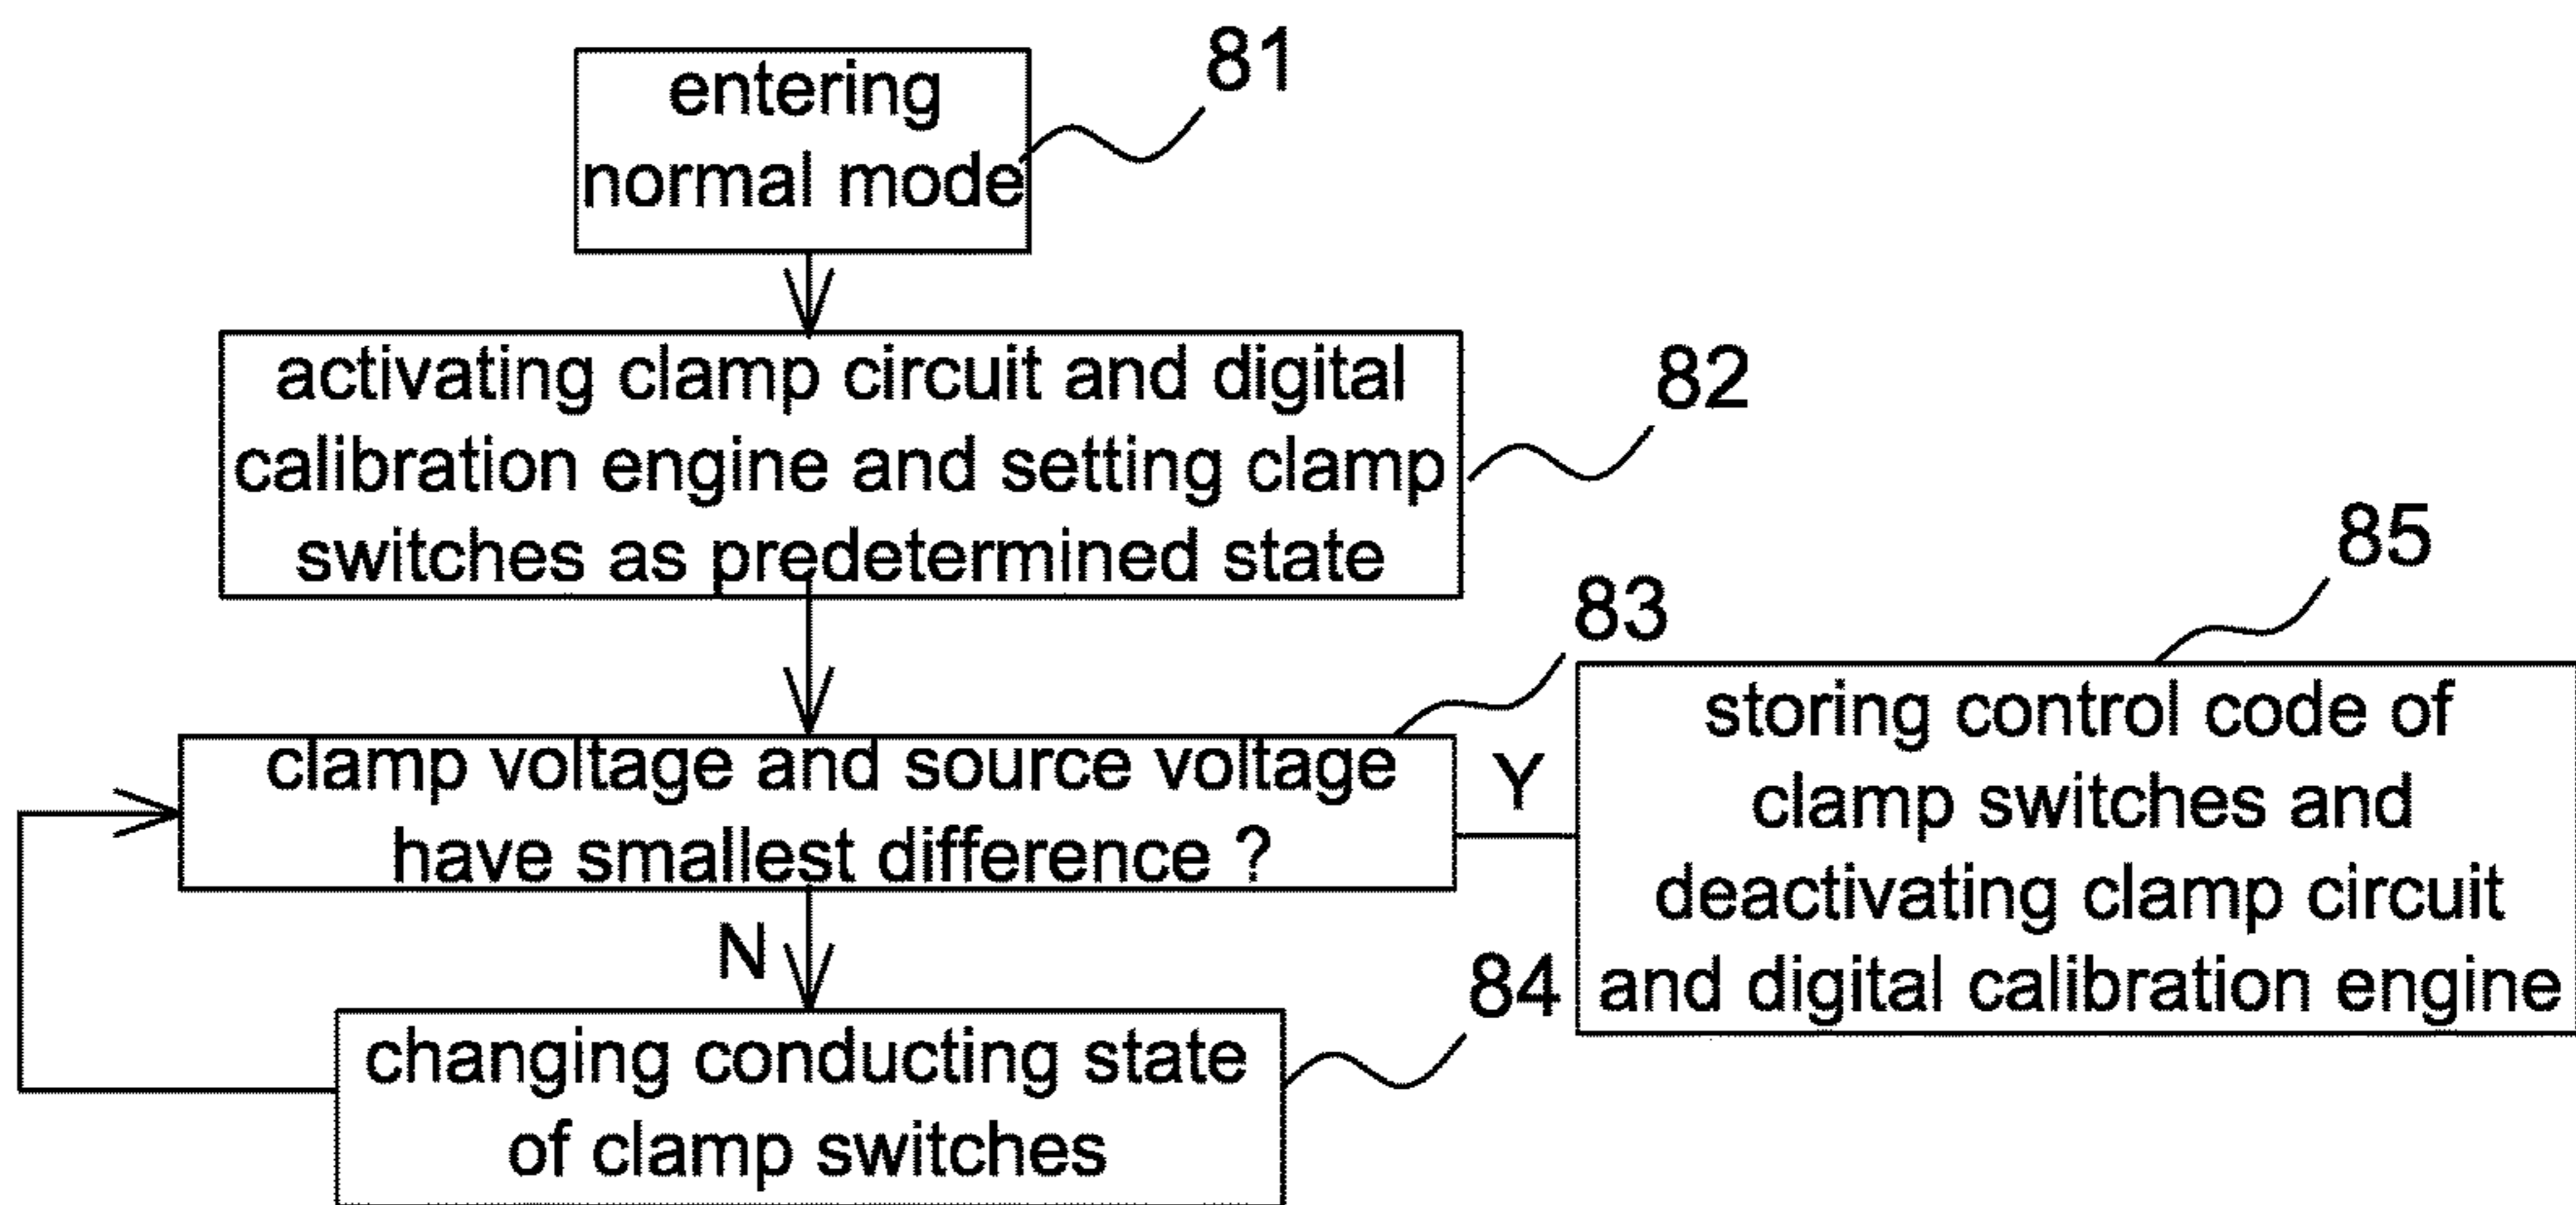 entering
normal mode
81
activating clamp circuit and digital
calibration engine and setting clamp
switches as predetermined state
82
clamp voltage and source voltage
have smallest difference ?
83
Y
N
changing conducting state
of clamp switches
84
storing control code of
clamp switches and
deactivating clamp circuit
and digital calibration engine
85